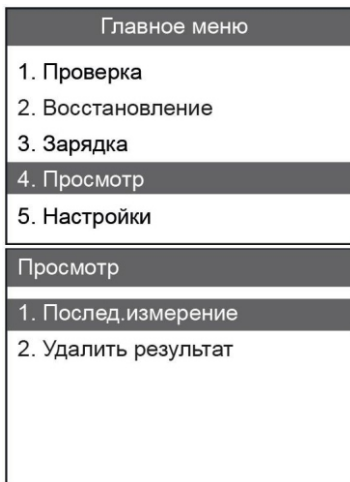 Главное меню
1. Проверка
2. Восстановление
3. Зарядка
4. Просмотр
5. Настройки
Просмотр
1. Послед.измерение
2. Удалить результат